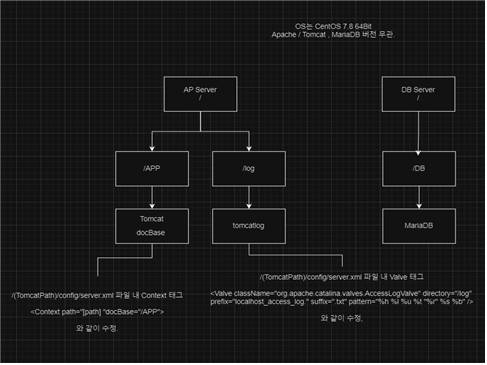 OS는 CentOS 7.8 64Bit
Apache / Tomcat , MariaDB 버전 무관.
AP Server
/
DB Server
/
/APP
/log
/DB
Tomcat
docBase
tomcatlog
MariaDB
/(TomcatPath)/config/server.xml 파일 내 Context 태그
<Context path="[path] "docBase="/APP">
와 같이 수정.
/(TomcatPath)/config/server.xml 파일 내 Valve 태그
<Valve className="org.apache.catalina.valves.AccessLogValve" directory="/log"
prefix="localhost_access_log " suffix=".txt" pattern="%h %l %u %t "%r" %s %b" />
와 같이 수정,